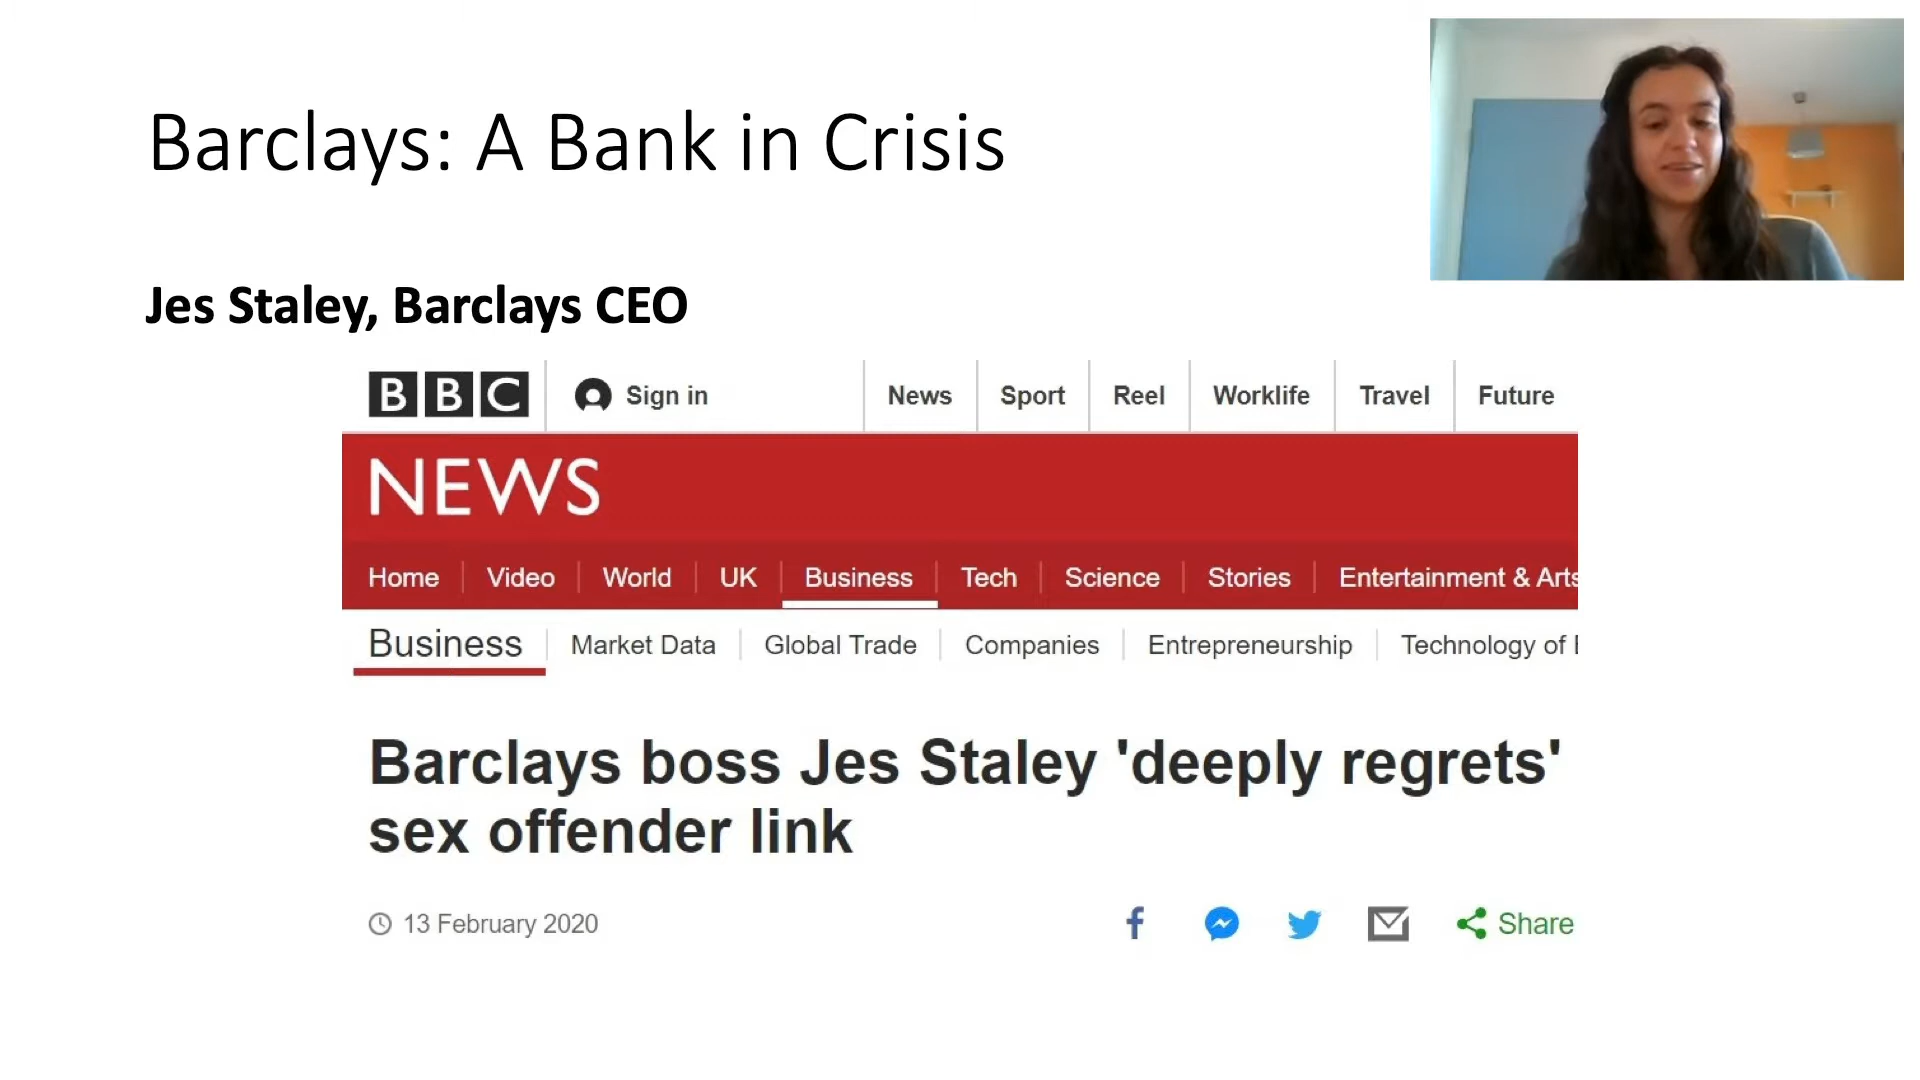 Barclays: A Bank in Crisis
Jes Staley, Barclays CEO
BBC Sign in News Sport Reel Worklife Travel Future
NEWS
Home Video World UK Business Tech Science Stories Entertainment & Arts
Business Market Data Global Trade Companies Entrepreneurship Technology of
Barclays boss Jes Staley 'deeply regrets'
sex offender link
13 February 2020 Share